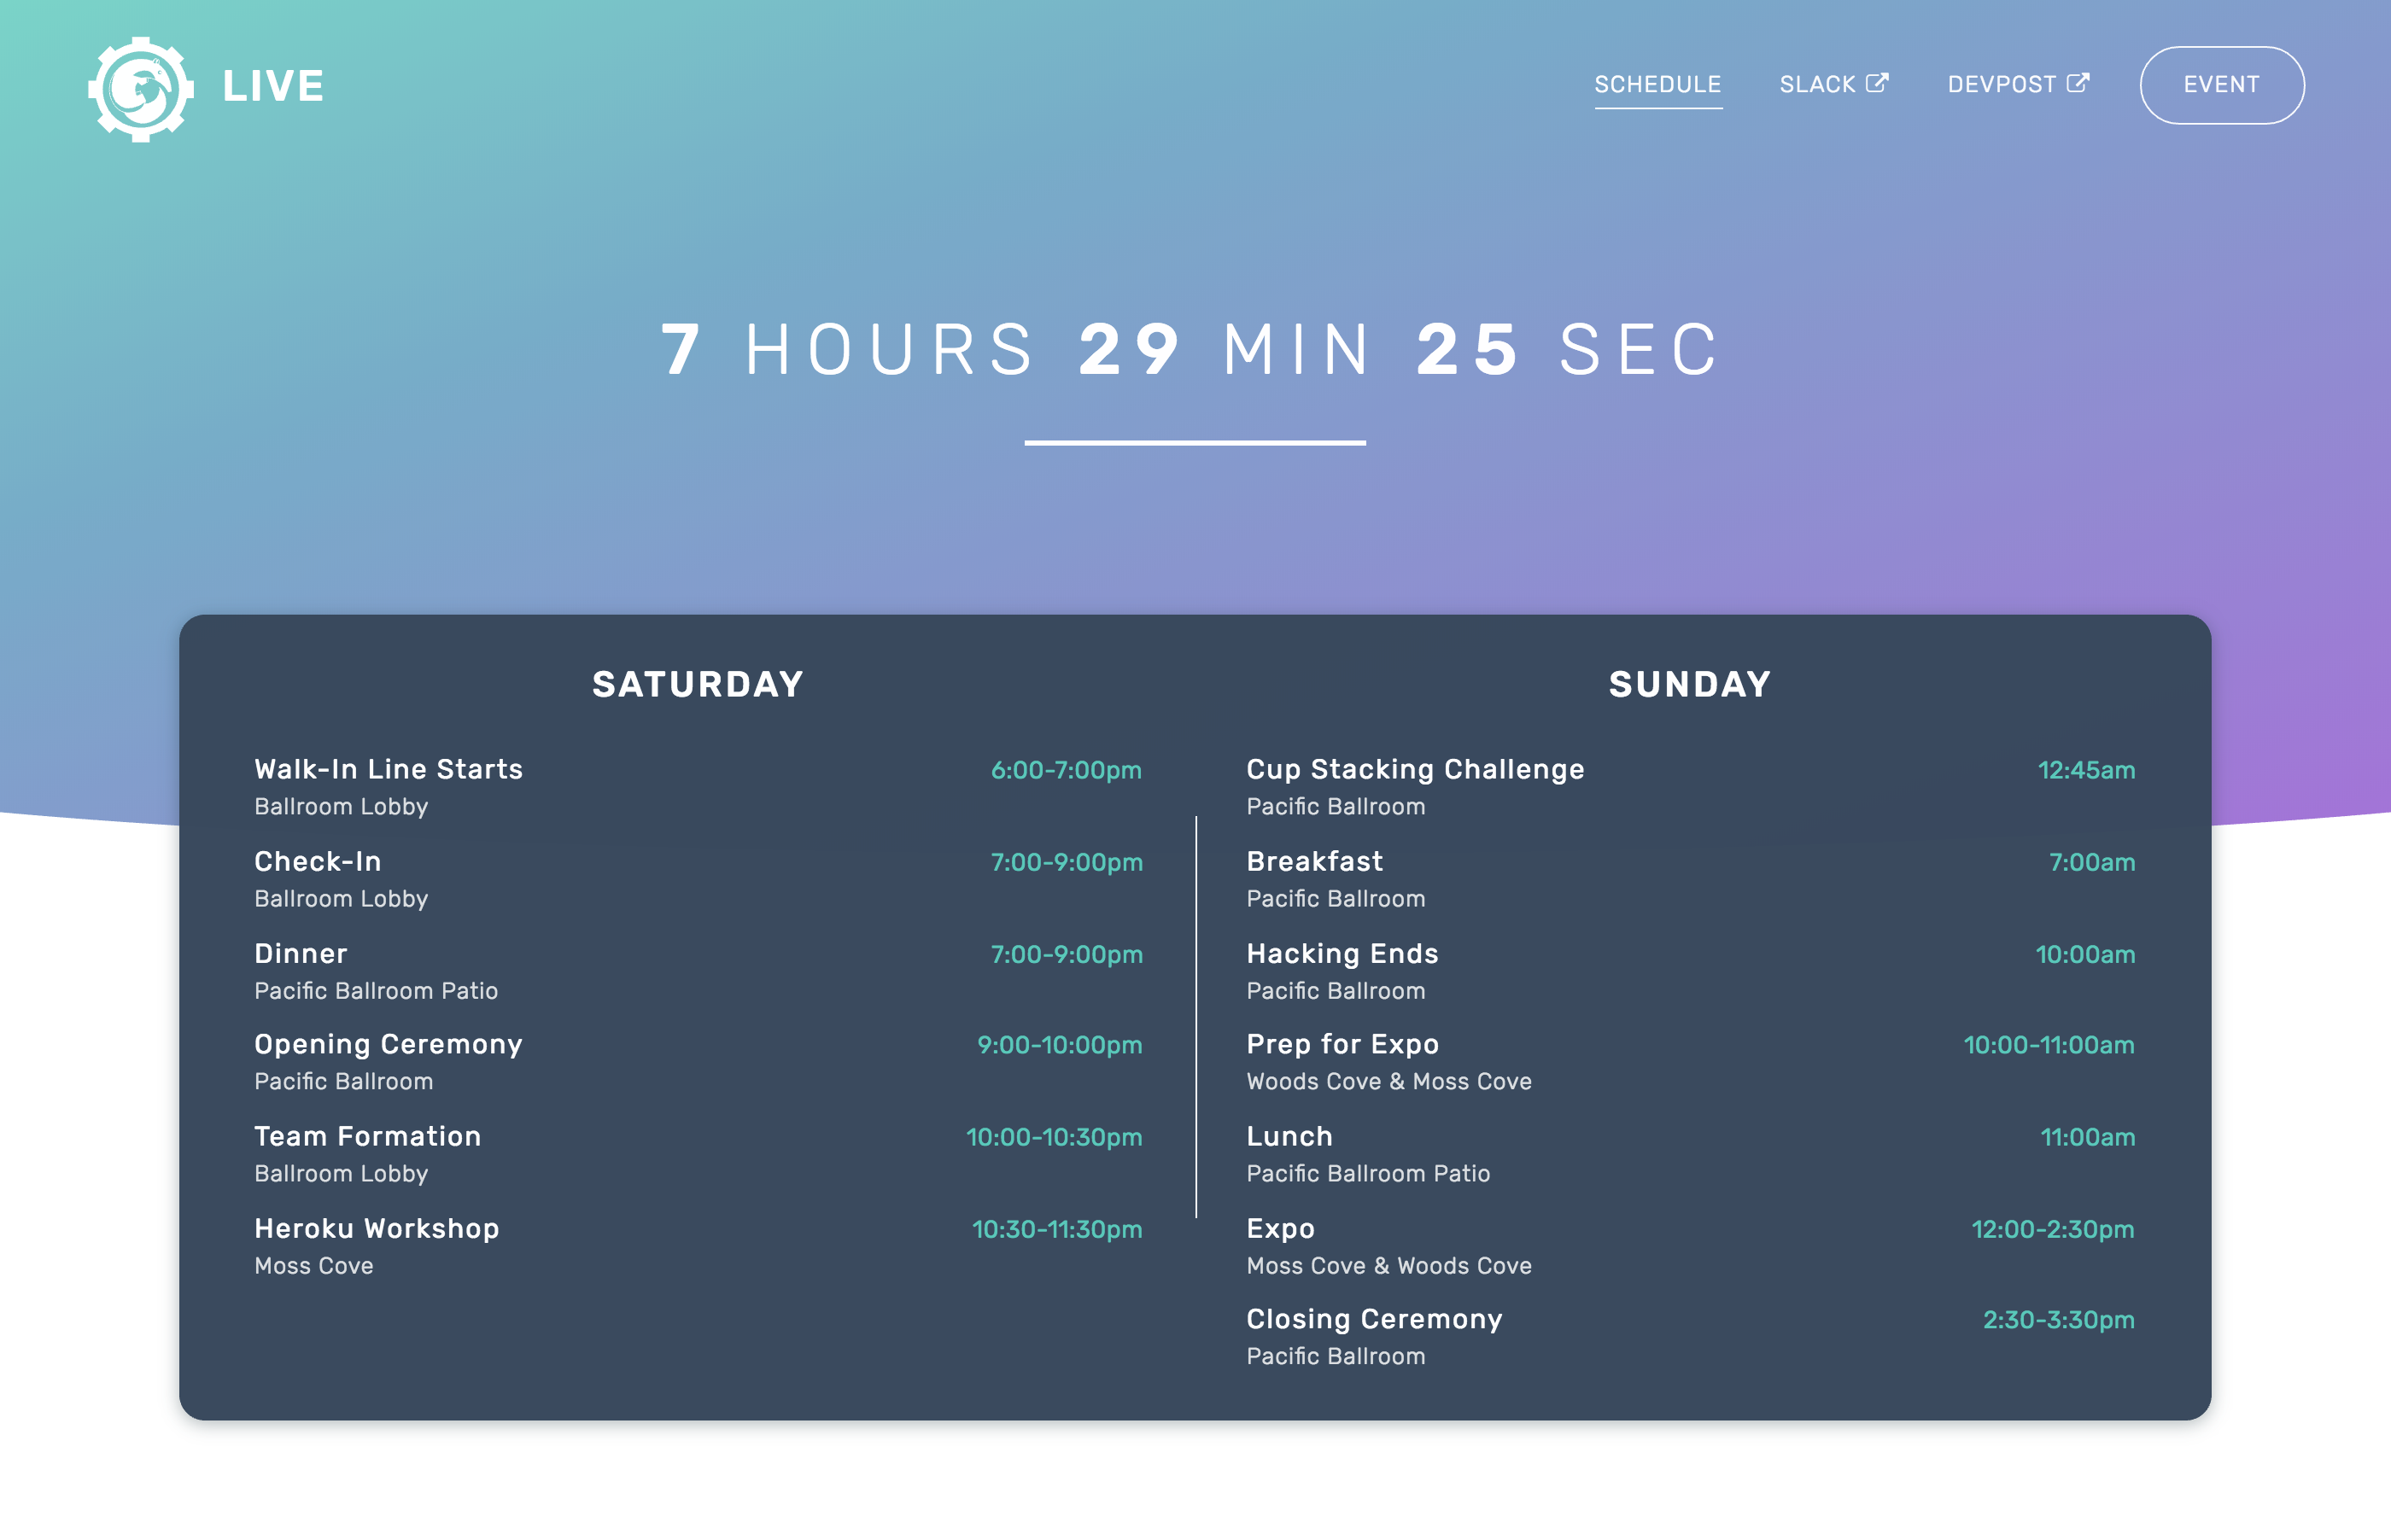 LIVE
SCHEDULE
SLACK
DEVPOST
EVENT
7 HOURS 29 MIN 25 SEC
SATURDAY
Walk-In Line Starts 6:00-7:00pm
Ballroom Lobby
Check-In 7:00-9:00pm
Ballroom Lobby
Dinner 7:00-9:00pm
Pacific Ballroom Patio
Opening Ceremony 9:00-10:00pm
Pacific Ballroom
Team Formation 10:00-10:30pm
Ballroom Lobby
Heroku Workshop 10:30-11:30pm
Moss Cove
SUNDAY
Cup Stacking Challenge 12:45am
Pacific Ballroom
Breakfast 7:00am
Pacific Ballroom
Hacking Ends 10:00am
Pacific Ballroom
Prep for Expo 10:00-11:00am
Woods Cove & Moss Cove
Lunch 11:00am
Pacific Ballroom Patio
Expo 12:00-2:30pm
Moss Cove & Woods Cove
Closing Ceremony 2:30-3:30pm
Pacific Ballroom